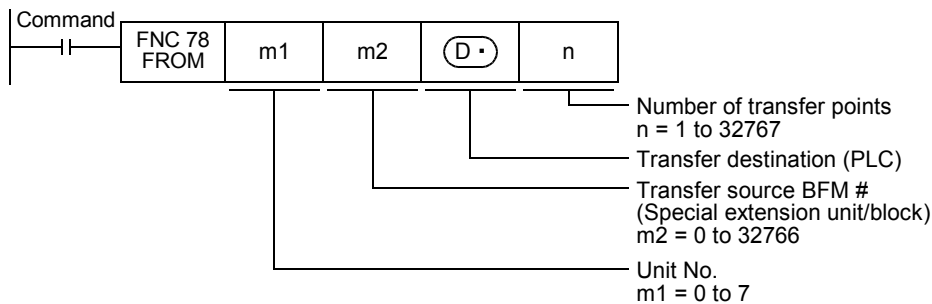 Command
FNC 78
FROM
m1
m2
D •
n
Number of transfer points
n = 1 to 32767
Transfer destination (PLC)
Transfer source BFM #
(Special extension unit/block)
m2 = 0 to 32766
Unit No.
m1 = 0 to 7